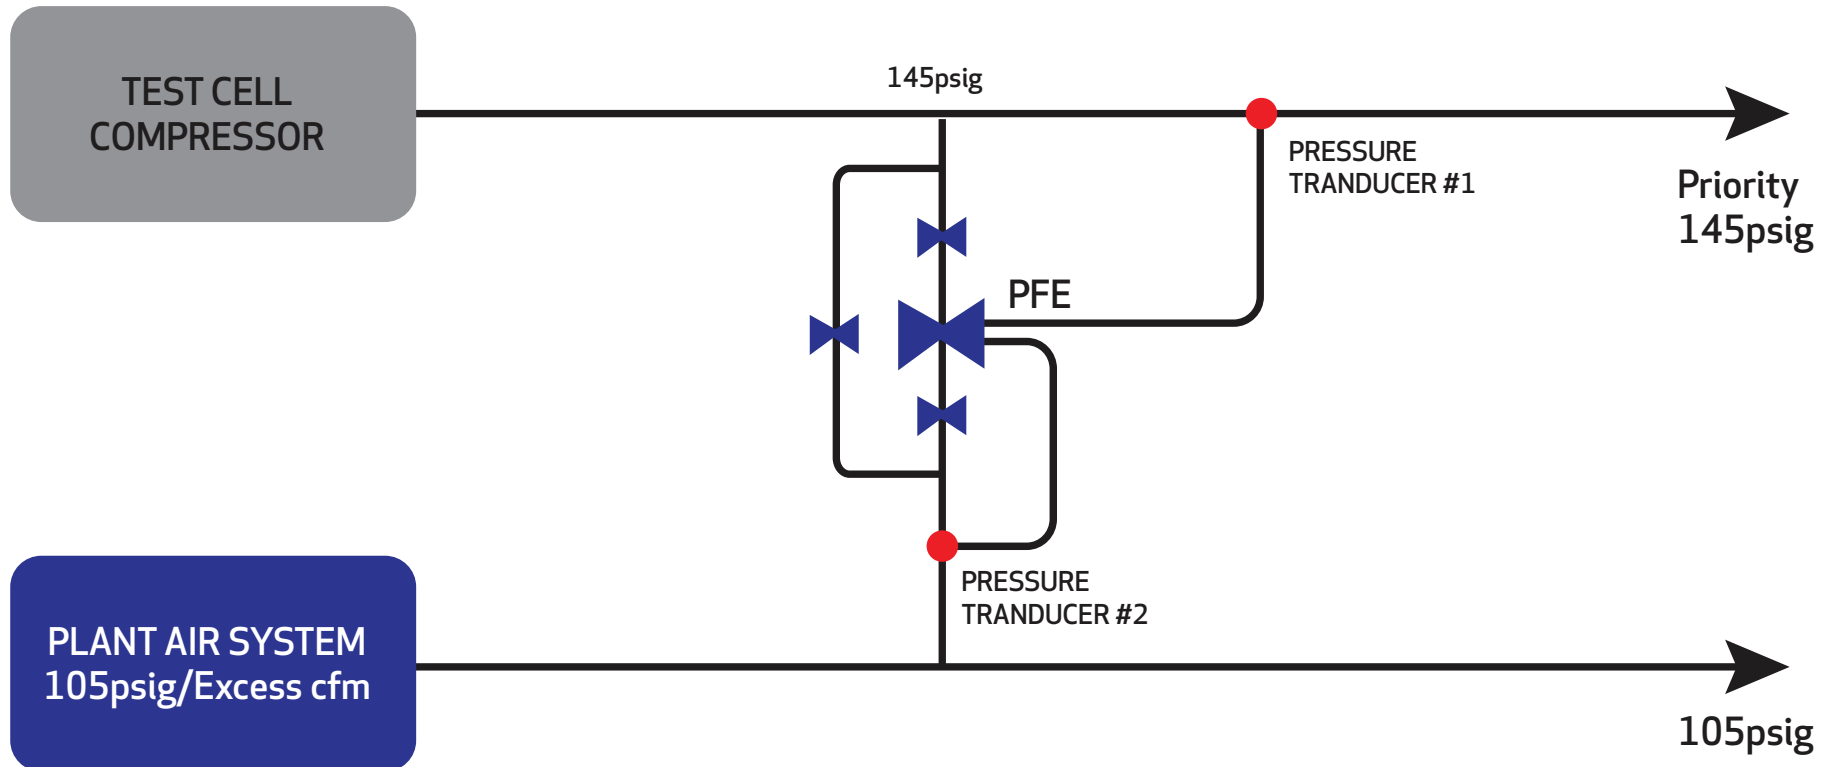 TEST CELL
COMPRESSOR
145psig
PRESSURE
TRANDUCER #1
Priority
145psig
PFE
PRESSURE
TRANDUCER #2
PLANT AIR SYSTEM
105psig/Excess cfm
105psig